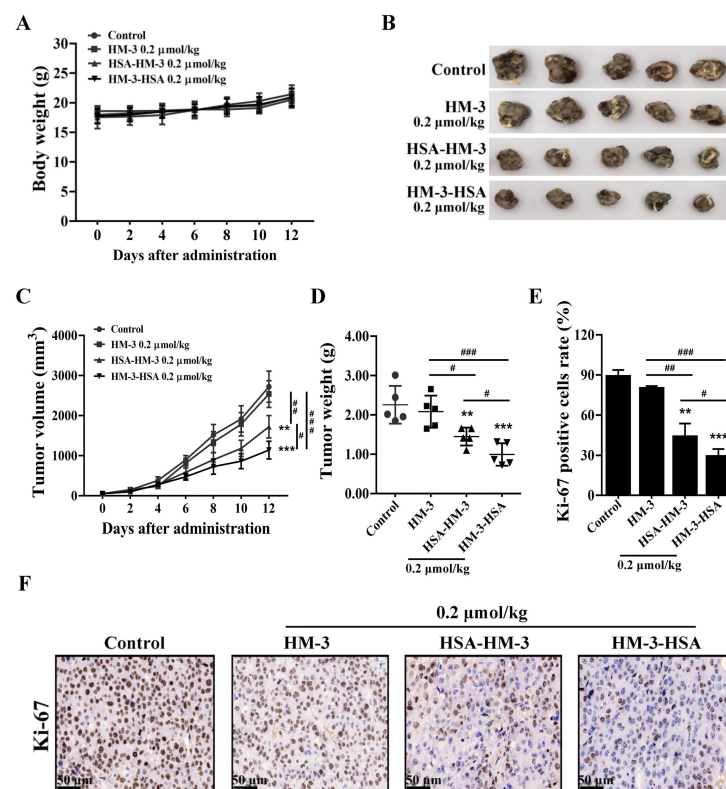 A
Body weight (g)
30
25
20
15
10
5
0
Control
HM-3 0.2 μmol/kg
HSA-HM-3 0.2 μmol/kg
HM-3-HSA 0.2 μmol/kg
0 2 4 6 8 10 12
Days after administration
B
Control
HM-3
0.2 μmol/kg
HSA-HM-3
0.2 μmol/kg
HM-3-HSA
0.2 μmol/kg
C
Tumor volume (mm³)
4000
3000
2000
1000
0
Control
HM-3 0.2 μmol/kg
HSA-HM-3 0.2 μmol/kg
HM-3-HSA 0.2 μmol/kg
##
###
#
**
***
0 2 4 6 8 10 12
Days after administration
D
Tumor weight (g)
4.00
3.00
2.00
1.00
0.00
###
#
#
**
***
Control
HM-3
HSA-HM-3
HM-3-HSA
0.2 μmol/kg
E
Ki-67 positive cells rate (%)
120
90
60
30
0
###
##
#
**
***
Control
HM-3
HSA-HM-3
HM-3-HSA
0.2 μmol/kg
F
0.2 μmol/kg
Control HM-3 HSA-HM-3 HM-3-HSA
Ki-67
50 μm 50 μm 50 μm 50 μm